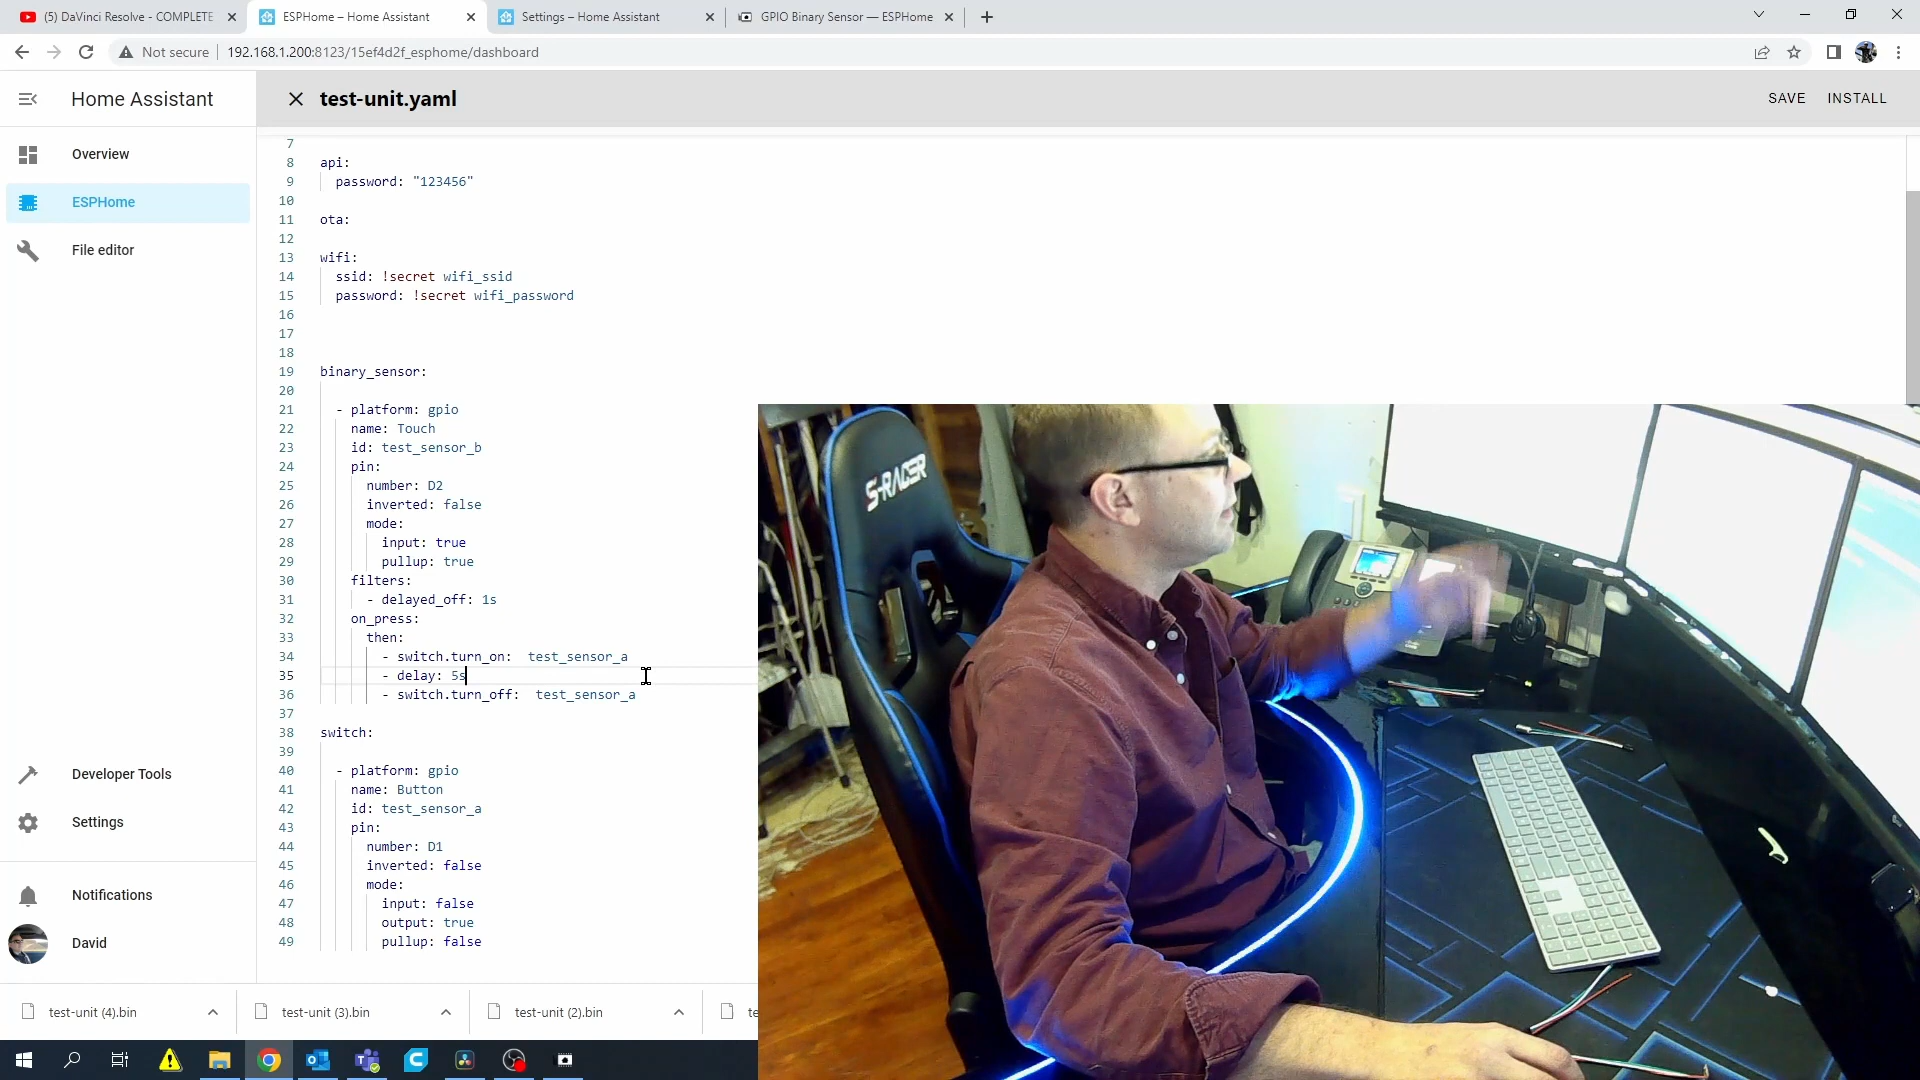 (5) DaVinci Resolve - COMPLETE
ESPHome – Home Assistant
Settings – Home Assistant
GPIO Binary Sensor — ESPHome
Not secure
192.168.1.200:8123/15ef4d2f_esphome/dashboard
Home Assistant
test-unit.yaml
SAVE
INSTALL
Overview
ESPHome
File editor
Developer Tools
Settings
Notifications
David
7
8 api:
9 password: "123456"
10
11 ota:
12
13 wifi:
14 ssid: !secret wifi_ssid
15 password: !secret wifi_password
16
17
18
19 binary_sensor:
20
21 - platform: gpio
22 name: Touch
23 id: test_sensor_b
24 pin:
25 number: D2
26 inverted: false
27 mode:
28 input: true
29 pullup: true
30 filters:
31 - delayed_off: 1s
32 on_press:
33 then:
34 - switch.turn_on:  test_sensor_a
35 - delay: 5s
36 - switch.turn_off:  test_sensor_a
37
38 switch:
39
40 - platform: gpio
41 name: Button
42 id: test_sensor_a
43 pin:
44 number: D1
45 inverted: false
46 mode:
47 input: false
48 output: true
49 pullup: false
S-RACER
test-unit (4).bin
test-unit (3).bin
test-unit (2).bin
te